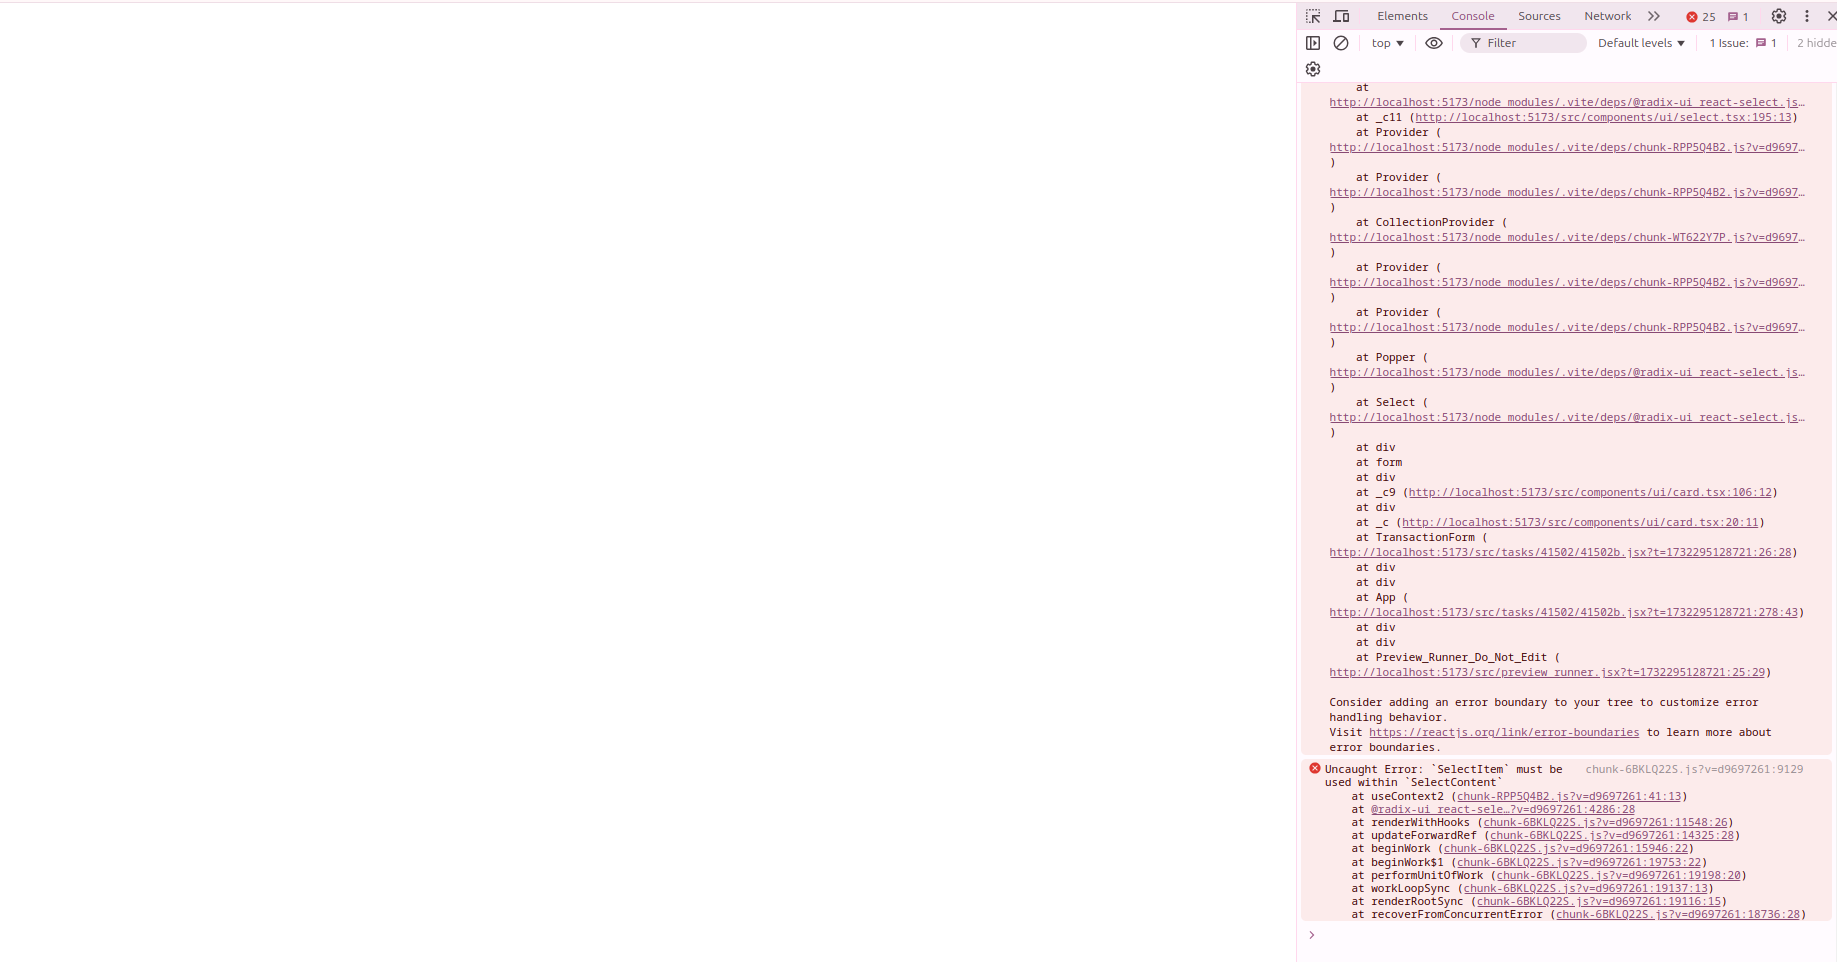 Elements Console Sources Network 25 1
top Filter Default levels 1 Issue: 1 2 hidde
at
http://localhost:5173/node_modules/.vite/deps/@radix-ui_react-select.js…
at _c11 (http://localhost:5173/src/components/ui/select.tsx:195:13)
at Provider (
http://localhost:5173/node_modules/.vite/deps/chunk-RPP5Q4B2.js?v=d9697…
)
at Provider (
http://localhost:5173/node_modules/.vite/deps/chunk-RPP5Q4B2.js?v=d9697…
)
at CollectionProvider (
http://localhost:5173/node_modules/.vite/deps/chunk-WT622Y7P.js?v=d9697…
)
at Provider (
http://localhost:5173/node_modules/.vite/deps/chunk-RPP5Q4B2.js?v=d9697…
)
at Provider (
http://localhost:5173/node_modules/.vite/deps/chunk-RPP5Q4B2.js?v=d9697…
)
at Popper (
http://localhost:5173/node_modules/.vite/deps/@radix-ui_react-select.js…
)
at Select (
http://localhost:5173/node_modules/.vite/deps/@radix-ui_react-select.js…
)
at div
at form
at div
at _c9 (http://localhost:5173/src/components/ui/card.tsx:106:12)
at div
at _c (http://localhost:5173/src/components/ui/card.tsx:20:11)
at TransactionForm (
http://localhost:5173/src/tasks/41502/41502b.jsx?t=1732295128721:26:28)
at div
at div
at App (
http://localhost:5173/src/tasks/41502/41502b.jsx?t=1732295128721:278:43)
at div
at div
at Preview_Runner_Do_Not_Edit (
http://localhost:5173/src/preview_runner.jsx?t=1732295128721:25:29)
Consider adding an error boundary to your tree to customize error
handling behavior.
Visit https://reactjs.org/link/error-boundaries to learn more about
error boundaries.
Uncaught Error: `SelectItem` must be chunk-6BKLQ22S.js?v=d9697261:9129
used within `SelectContent`
at useContext2 (chunk-RPP5Q4B2.js?v=d9697261:41:13)
at @radix-ui_react-sele…?v=d9697261:4286:28
at renderWithHooks (chunk-6BKLQ22S.js?v=d9697261:11548:26)
at updateForwardRef (chunk-6BKLQ22S.js?v=d9697261:14325:28)
at beginWork (chunk-6BKLQ22S.js?v=d9697261:15946:22)
at beginWork$1 (chunk-6BKLQ22S.js?v=d9697261:19753:22)
at performUnitOfWork (chunk-6BKLQ22S.js?v=d9697261:19198:20)
at workLoopSync (chunk-6BKLQ22S.js?v=d9697261:19137:13)
at renderRootSync (chunk-6BKLQ22S.js?v=d9697261:19116:15)
at recoverFromConcurrentError (chunk-6BKLQ22S.js?v=d9697261:18736:28)